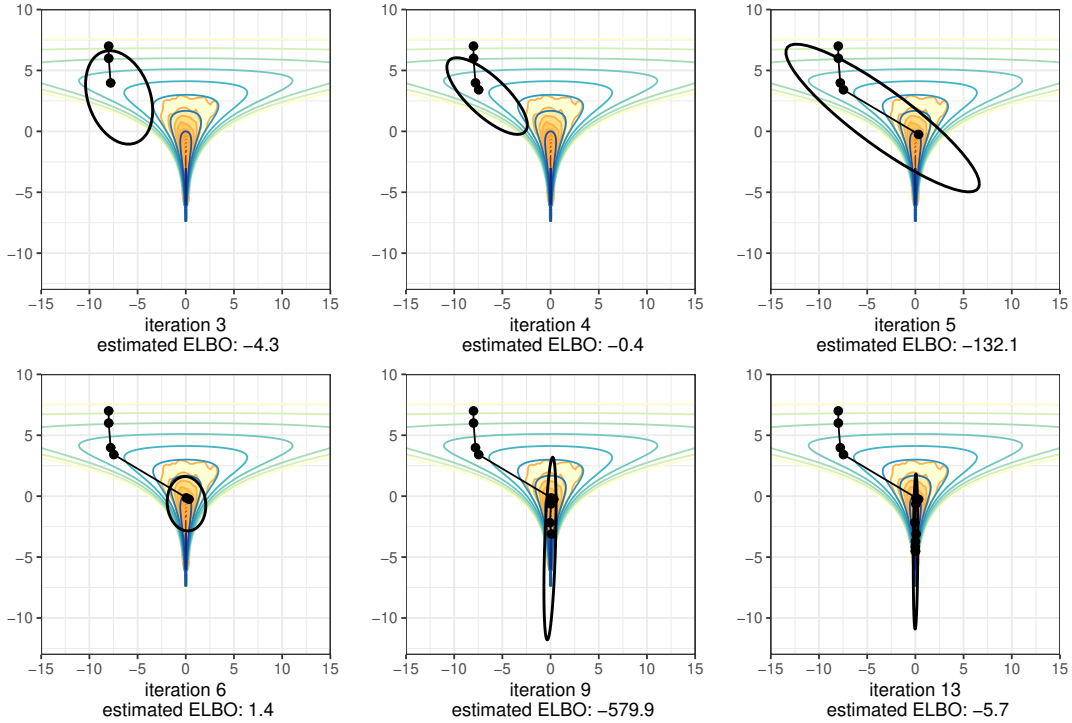 10
5
0
−5
−10
−15 −10 −5 0 5 10 15
iteration 3
estimated ELBO: −4.3
10
5
0
−5
−10
−15 −10 −5 0 5 10 15
iteration 4
estimated ELBO: −0.4
10
5
0
−5
−10
−15 −10 −5 0 5 10 15
iteration 5
estimated ELBO: −132.1
10
5
0
−5
−10
−15 −10 −5 0 5 10 15
iteration 6
estimated ELBO: 1.4
10
5
0
−5
−10
−15 −10 −5 0 5 10 15
iteration 9
estimated ELBO: −579.9
10
5
0
−5
−10
−15 −10 −5 0 5 10 15
iteration 13
estimated ELBO: −5.7